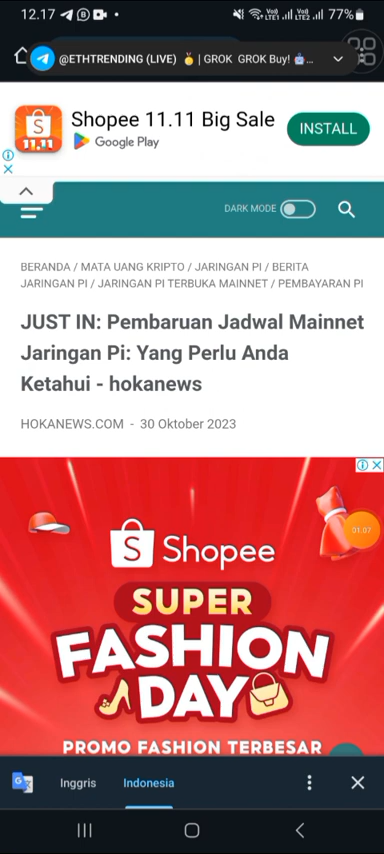 12.17
VoLTE1 VoLTE2 77%
@ETHTRENDING (LIVE) 🥇 | GROK GROK Buy! 🤖...
Shopee 11.11 Big Sale
11.11
Google Play
INSTALL
DARK MODE
BERANDA / MATA UANG KRIPTO / JARINGAN PI / BERITA
JARINGAN PI / JARINGAN PI TERBUKA MAINNET / PEMBAYARAN PI
JUST IN: Pembaruan Jadwal Mainnet
Jaringan Pi: Yang Perlu Anda
Ketahui - hokanews
HOKANEWS.COM - 30 Oktober 2023
01:07
Shopee
SUPER
FASHION
DAY
PROMO FASHION TERBESAR
Inggris Indonesia